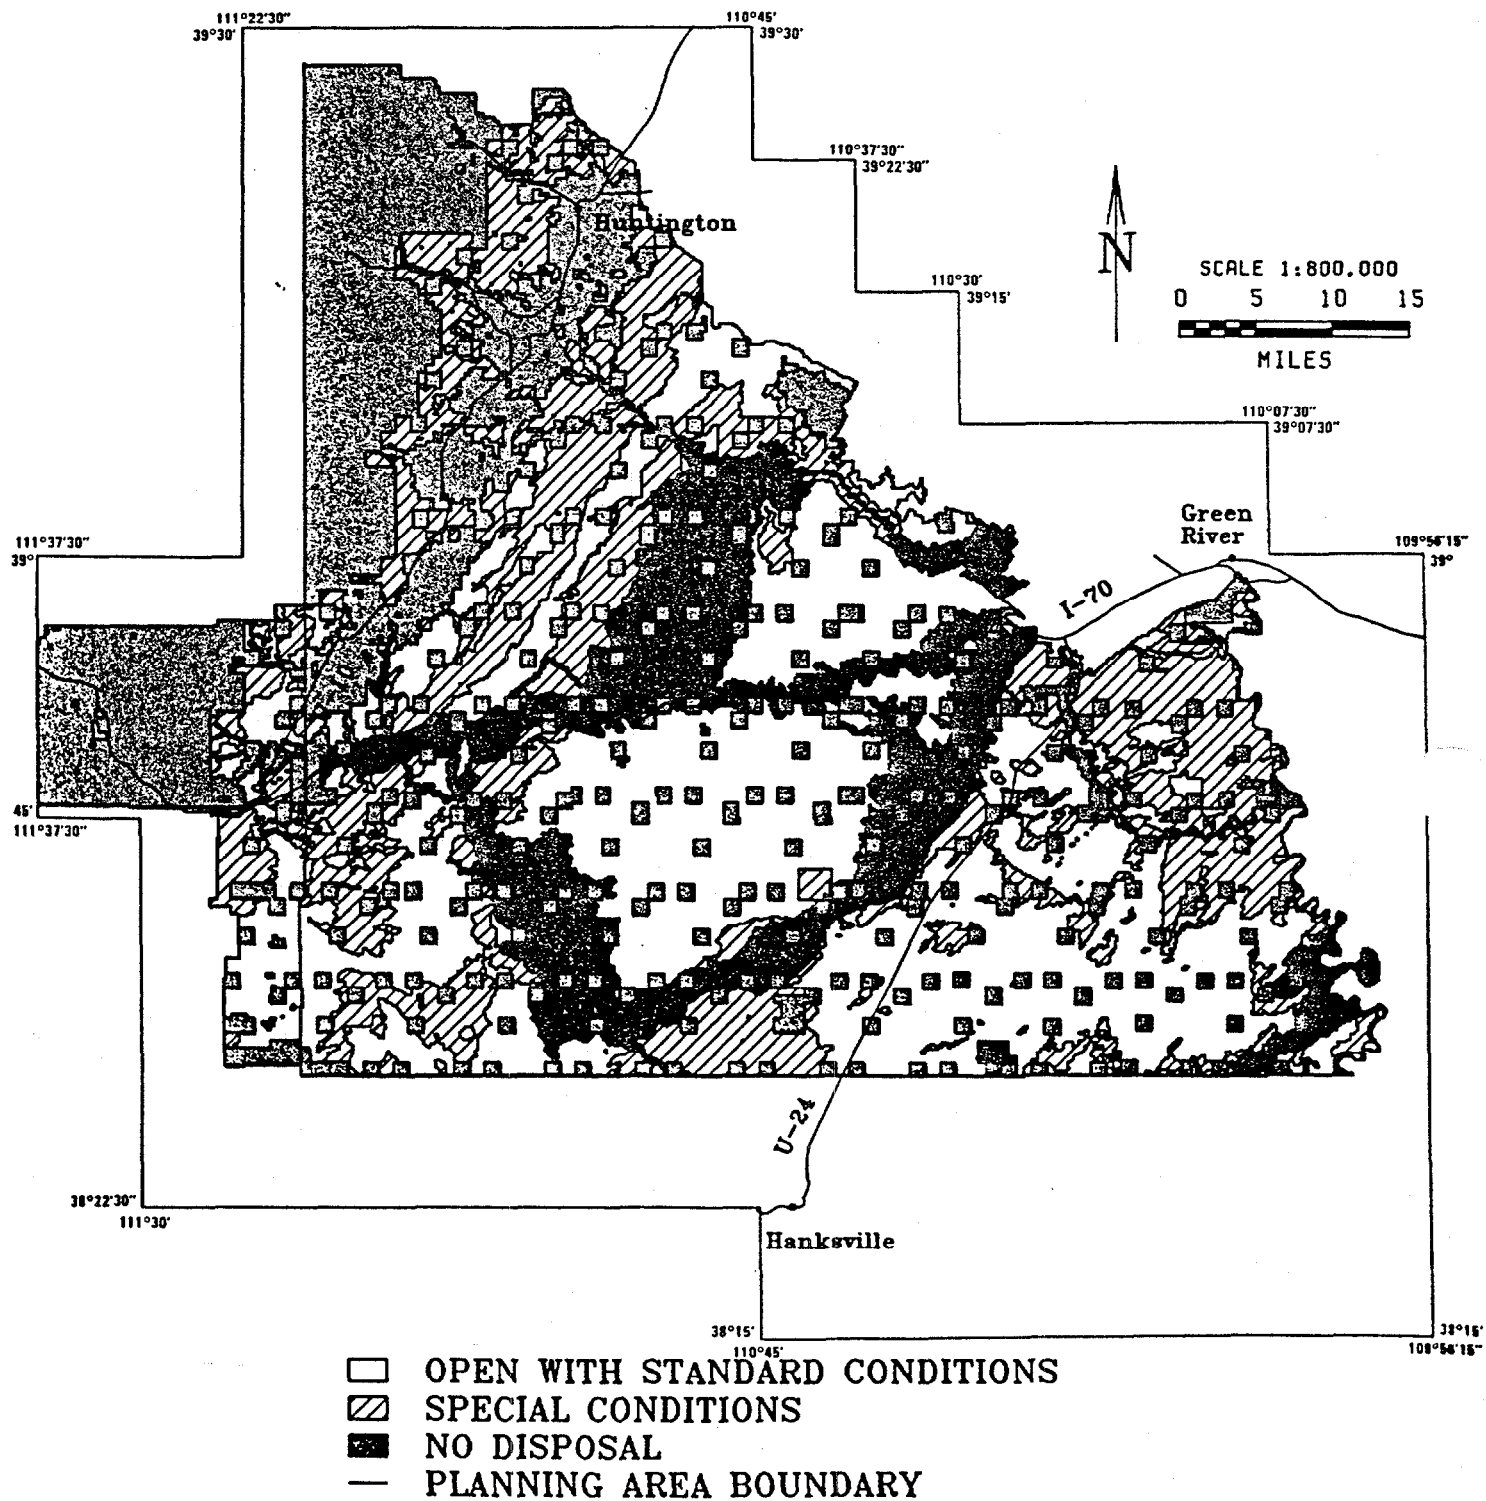 111°22'30"
39°30'
110°45'
39°30'
110°37'30"
39°22'30"
Huntington
N
110°30'
39°15'
SCALE 1:800,000
0 5 10 15
MILES
110°07'30"
39°07'30"
Green
River
111°37'30"
39°
109°56'15"
39°
I-70
45'
111°37'30"
U-24
38°22'30"
111°30'
Hanksville
38°15'
110°45'
38°15'
109°56'15"
OPEN WITH STANDARD CONDITIONS
SPECIAL CONDITIONS
NO DISPOSAL
PLANNING AREA BOUNDARY